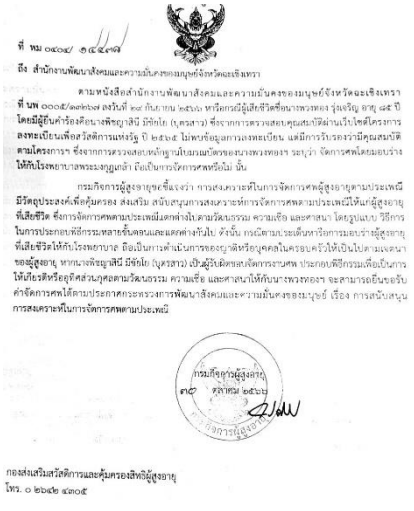 ที่ พม ๐๔๐๔/ ๑๔๕๗๗
ถึง สำนักงานพัฒนาสังคมและความมั่นคงของมนุษย์จังหวัดฉะเชิงเทรา
ตามหนังสือสำนักงานพัฒนาสังคมและความมั่นคงของมนุษย์จังหวัดฉะเชิงเทรา
ลงวันที่ ๒๙ กันยายน ๒๕๖๖ หารือกรณีผู้เสียชีวิตชื่อนางพวงทอง รุ่งเจริญ อายุ ๘๕ ปี
โดยมีผู้ยื่นคำร้องคือนางพิชญาสินี มีชัยโย (บุตรสาว) ซึ่งจากการตรวจสอบคุณสมบัติผ่านเว็บไซต์โครงการ
ลงทะเบียนเพื่อสวัสดิการแห่งรัฐ ปี ๒๕๖๕ ไม่พบข้อมูลการลงทะเบียน แต่มีการรับรองว่ามีคุณสมบัติ
ตามโครงการฯ ซึ่งจากการตรวจสอบหลักฐานใบมรณบัตรของนางพวงทองฯ ระบุว่า จัดการศพโดยมอบร่าง
ให้กับโรงพยาบาลพระมงกุฎเกล้า ถือเป็นการจัดการศพหรือไม่ นั้น
กรมกิจการผู้สูงอายุขอชี้แจงว่า การสงเคราะห์ในการจัดการศพผู้สูงอายุตามประเพณี
มีวัตถุประสงค์เพื่อคุ้มครอง ส่งเสริม สนับสนุนการสงเคราะห์การจัดการศพตามประเพณีให้แก่ผู้สูงอายุ
ที่เสียชีวิต ซึ่งการจัดการศพตามประเพณีแตกต่างไปตามวัฒนธรรม ความเชื่อ และศาสนา โดยรูปแบบ วิธีการ
ในการประกอบพิธีกรรมหลายขั้นตอนและแตกต่างกันไป ดังนั้น กรณีตามประเด็นหารือการมอบร่างผู้สูงอายุ
ที่เสียชีวิตให้กับโรงพยาบาล ถือเป็นการดำเนินการของญาติหรือบุคคลในครอบครัวให้เป็นไปตามเจตนา
ของผู้สูงอายุ หากนางพิชญาสินี มีชัยโย (บุตรสาว) เป็นผู้รับผิดชอบจัดการงานศพ ประกอบพิธีกรรมเพื่อเป็นการ
ให้เกียรติหรืออุทิศส่วนกุศลตามวัฒนธรรม ความเชื่อ และศาสนาให้กับนางพวงทองฯ จะสามารถยื่นขอรับ
ค่าจัดการศพได้ตามประกาศกระทรวงการพัฒนาสังคมและความมั่นคงของมนุษย์ เรื่อง การสนับสนุน
การสงเคราะห์ในการจัดการศพตามประเพณี
กรมกิจการผู้สูงอายุ
๓๐ ตุลาคม ๒๕๖๖
กรมกิจการผู้สูงอายุ
กองส่งเสริมสวัสดิการและคุ้มครองสิทธิผู้สูงอายุ
โทร. ๐ ๒๖๔๒ ๔๓๐๕